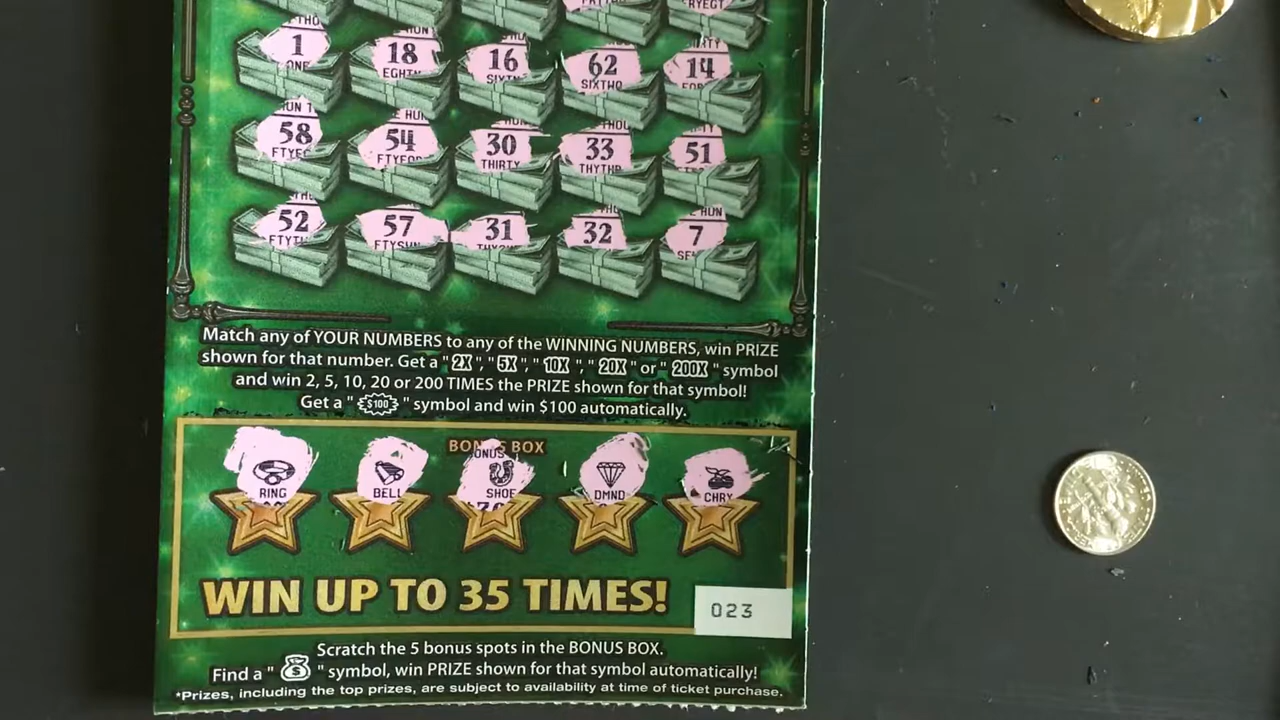 RYEGT
1 18 16 62 14
ONE SIXTHO
58 54 30 33 51
THIRTY THYTHR
52 57 31 32 7
FTYSVN
Match any of YOUR NUMBERS to any of the WINNING NUMBERS, win PRIZE
shown for that number. Get a "2X", "5X", "10X", "20X" or "200X" symbol
and win 2, 5, 10, 20 or 200 TIMES the PRIZE shown for that symbol!
Get a "$100" symbol and win $100 automatically.
BONUS BOX
RING BELL SHOE DMND CHRY
WIN UP TO 35 TIMES!
023
Scratch the 5 bonus spots in the BONUS BOX.
Find a "$" symbol, win PRIZE shown for that symbol automatically!
*Prizes, including the top prizes, are subject to availability at time of ticket purchase.